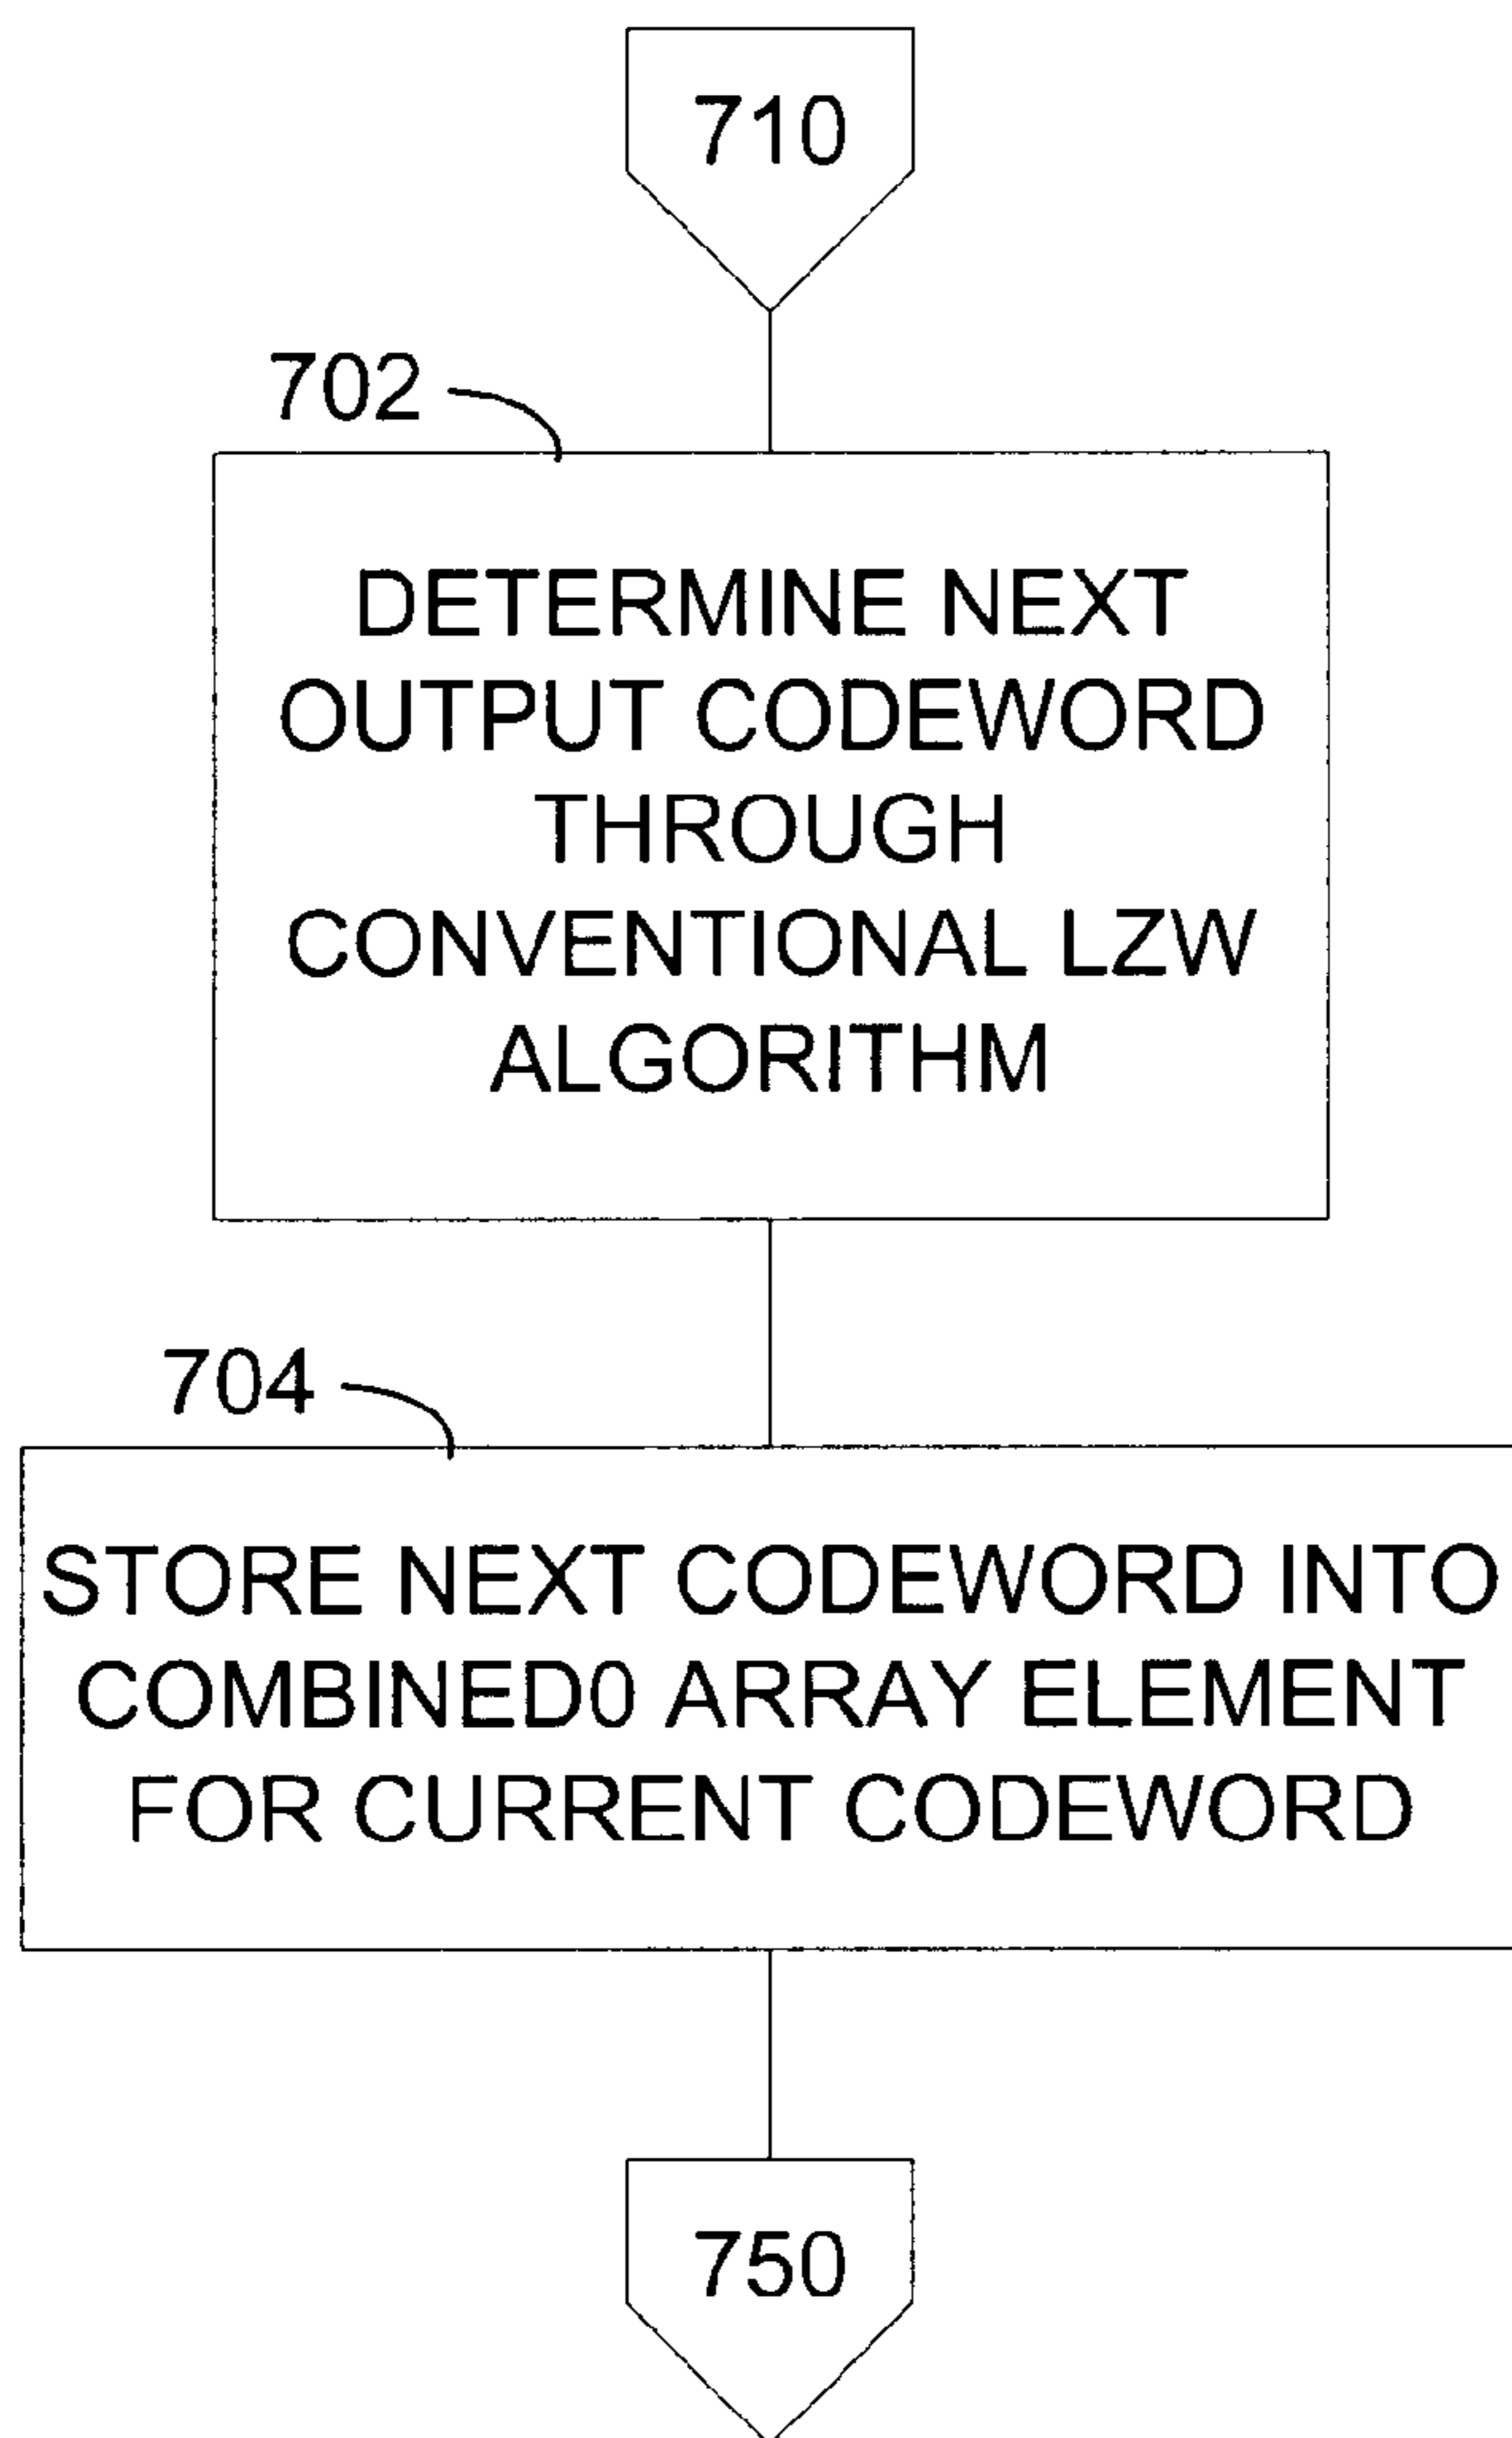 710
702
DETERMINE NEXT
OUTPUT CODEWORD
THROUGH
CONVENTIONAL LZW
ALGORITHM
704
STORE NEXT CODEWORD INTO
COMBINED0 ARRAY ELEMENT
FOR CURRENT CODEWORD
750